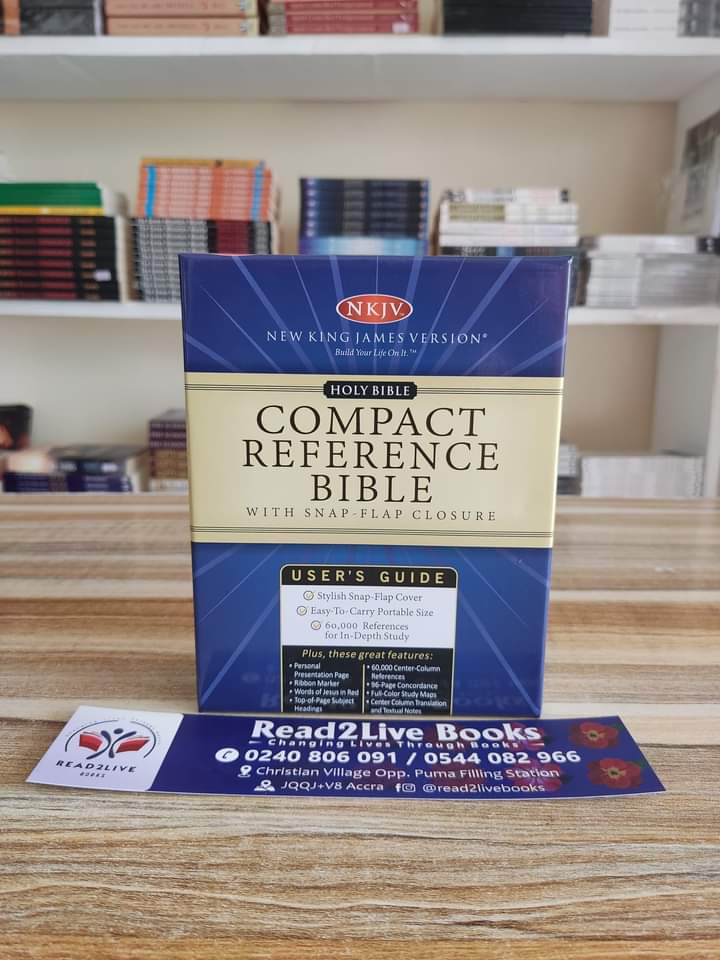 NKJV™
NEW KING JAMES VERSION®
Build Your Life On It.™
HOLY BIBLE
COMPACT
REFERENCE
BIBLE
WITH SNAP-FLAP CLOSURE
USER'S GUIDE
Stylish Snap-Flap Cover
Easy-To-Carry Portable Size
60,000 References
for In-Depth Study
Plus, these great features:
• Personal
Presentation Page
• Ribbon Marker
• Words of Jesus in Red
• Top-of-Page Subject
Headings
• 60,000 Center-Column
References
• 96-Page Concordance
• Full-Color Study Maps
• Center Column Translation
and Textual Notes
READ2LIVE
BOOKS
Read2Live Books
Changing Lives Through Books
0240 806 091 / 0544 082 966
Christian Village Opp. Puma Filling Station
JQQJ+V8 Accra @read2livebooks